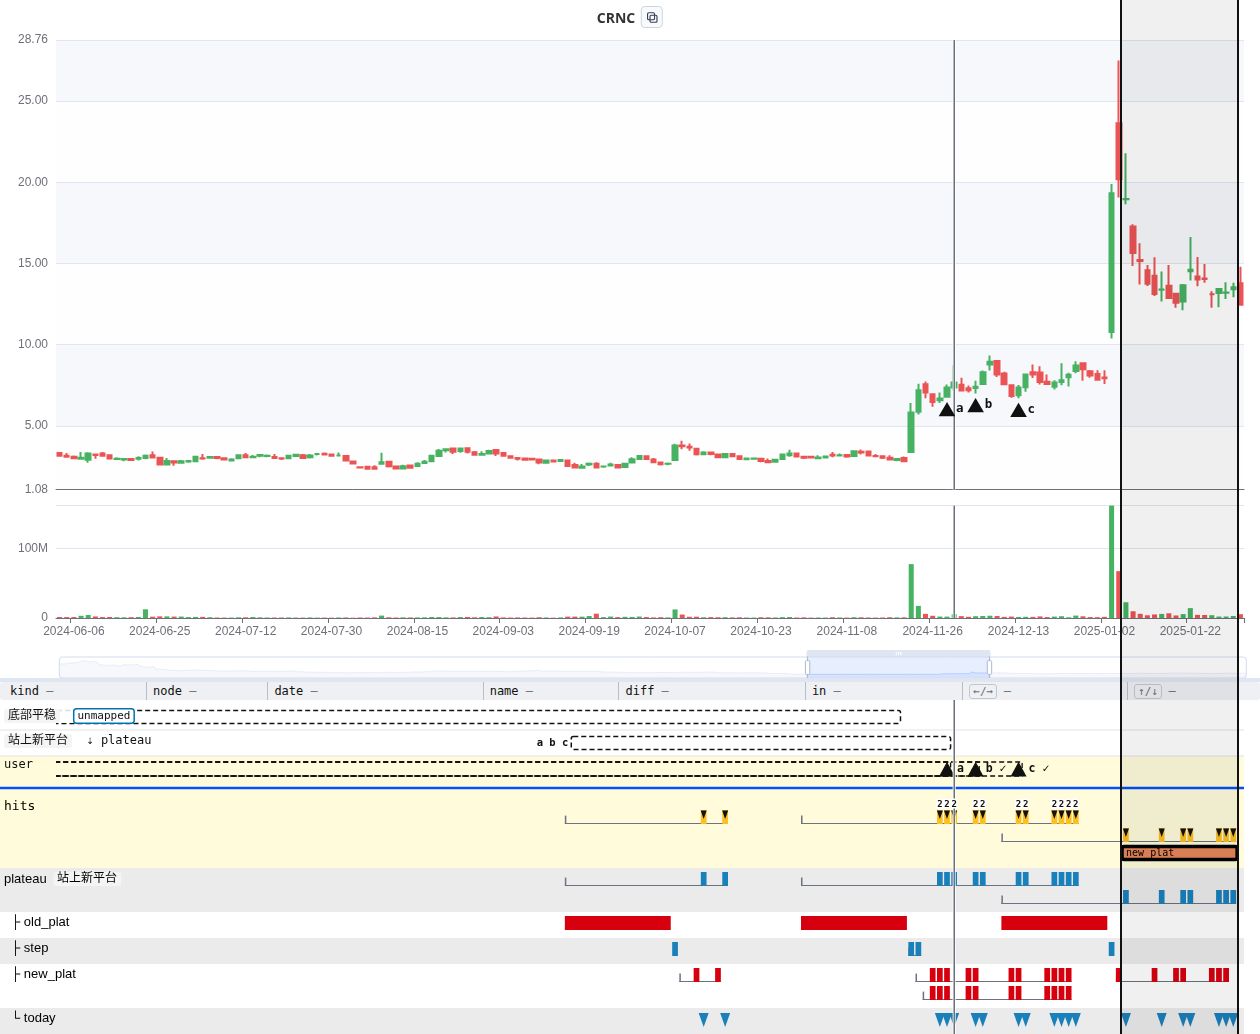 CRNC
28.76
25.00
20.00
15.00
10.00
5.00
a b c
1.08
100M
0
2024-06-06 2024-06-25 2024-07-12 2024-07-30 2024-08-15 2024-09-03 2024-09-19 2024-10-07 2024-10-23 2024-11-08 2024-11-26 2024-12-13 2025-01-02 2025-01-22
kind — node — date — name — diff — in — ←/→ — ↑/↓ —
底部平稳 unmapped
站上新平台 ↓ plateau a b c
user a b ✓ c ✓
hits 2 2 2 2 2 2 2 2 2 2 2
new plat
plateau 站上新平台
├ old_plat
├ step
├ new_plat
└ today